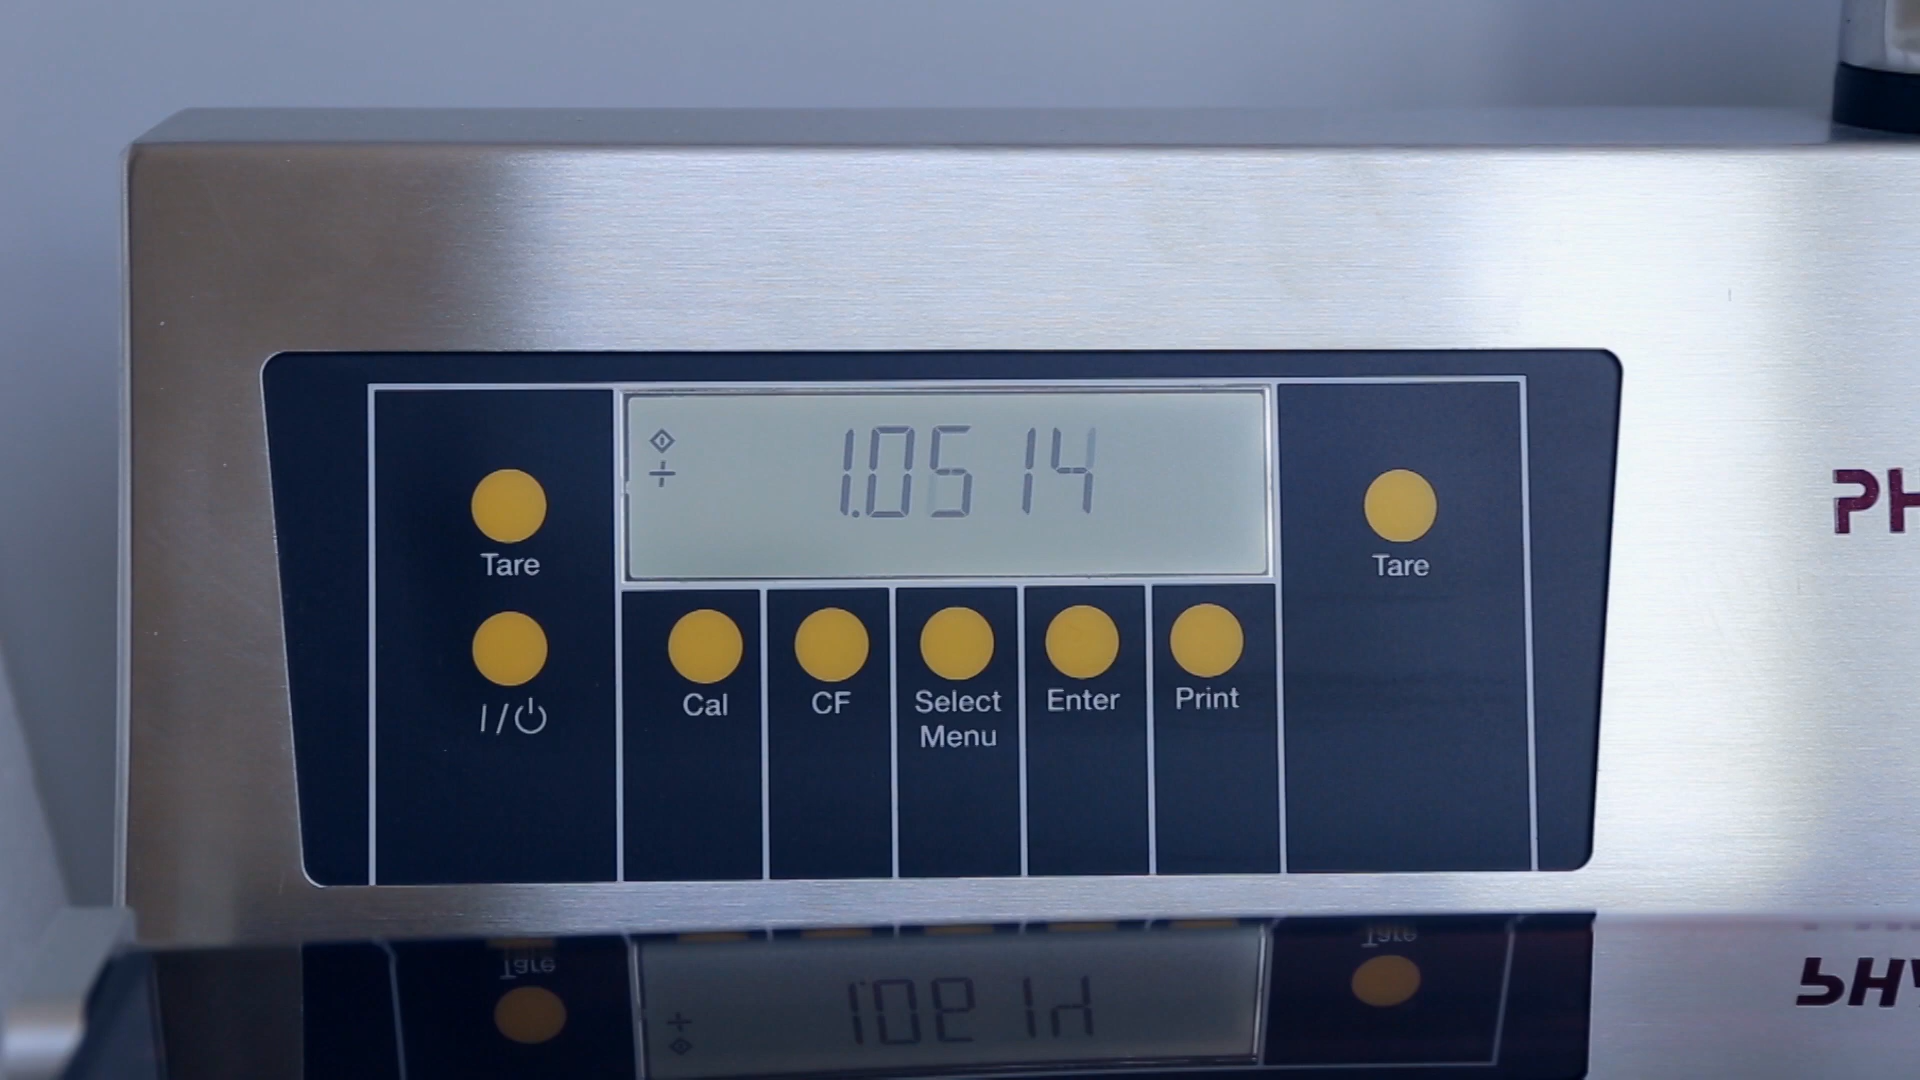 1.0514
Tare
Tare
I/⏻
Cal
CF
Select
Menu
Enter
Print
PH